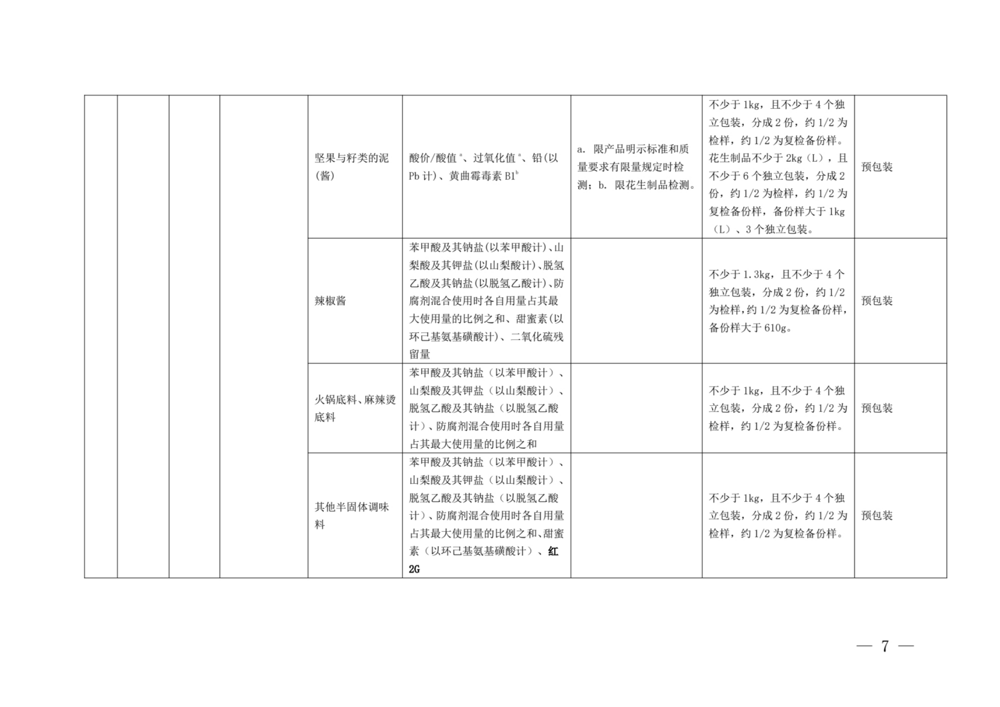 坚果与籽类的泥
(酱)
酸价/酸值ᵃ、过氧化值ᵃ、铅(以
Pb 计)、黄曲霉毒素 B1ᵇ
a. 限产品明示标准和质
量要求有限量规定时检
测；b. 限花生制品检测。
不少于 1kg，且不少于 4 个独
立包装，分成 2 份，约 1/2 为
检样，约 1/2 为复检备份样。
花生制品不少于 2kg（L），且
不少于 6 个独立包装，分成 2
份，约 1/2 为检样，约 1/2 为
复检备份样，备份样大于 1kg
（L）、3 个独立包装。
预包装
辣椒酱
苯甲酸及其钠盐(以苯甲酸计)、山
梨酸及其钾盐(以山梨酸计)、脱氢
乙酸及其钠盐(以脱氢乙酸计)、防
腐剂混合使用时各自用量占其最
大使用量的比例之和、甜蜜素(以
环己基氨基磺酸计)、二氧化硫残
留量
不少于 1.3kg，且不少于 4 个
独立包装，分成 2 份，约 1/2
为检样，约 1/2 为复检备份样，
备份样大于 610g。
预包装
火锅底料、麻辣烫
底料
苯甲酸及其钠盐（以苯甲酸计）、
山梨酸及其钾盐（以山梨酸计）、
脱氢乙酸及其钠盐（以脱氢乙酸
计）、防腐剂混合使用时各自用量
占其最大使用量的比例之和
不少于 1kg，且不少于 4 个独
立包装，分成 2 份，约 1/2 为
检样，约 1/2 为复检备份样。
预包装
其他半固体调味
料
苯甲酸及其钠盐（以苯甲酸计）、
山梨酸及其钾盐（以山梨酸计）、
脱氢乙酸及其钠盐（以脱氢乙酸
计）、防腐剂混合使用时各自用量
占其最大使用量的比例之和、甜蜜
素（以环己基氨基磺酸计）、红
2G
不少于 1kg，且不少于 4 个独
立包装，分成 2 份，约 1/2 为
检样，约 1/2 为复检备份样。
预包装
— 7 —